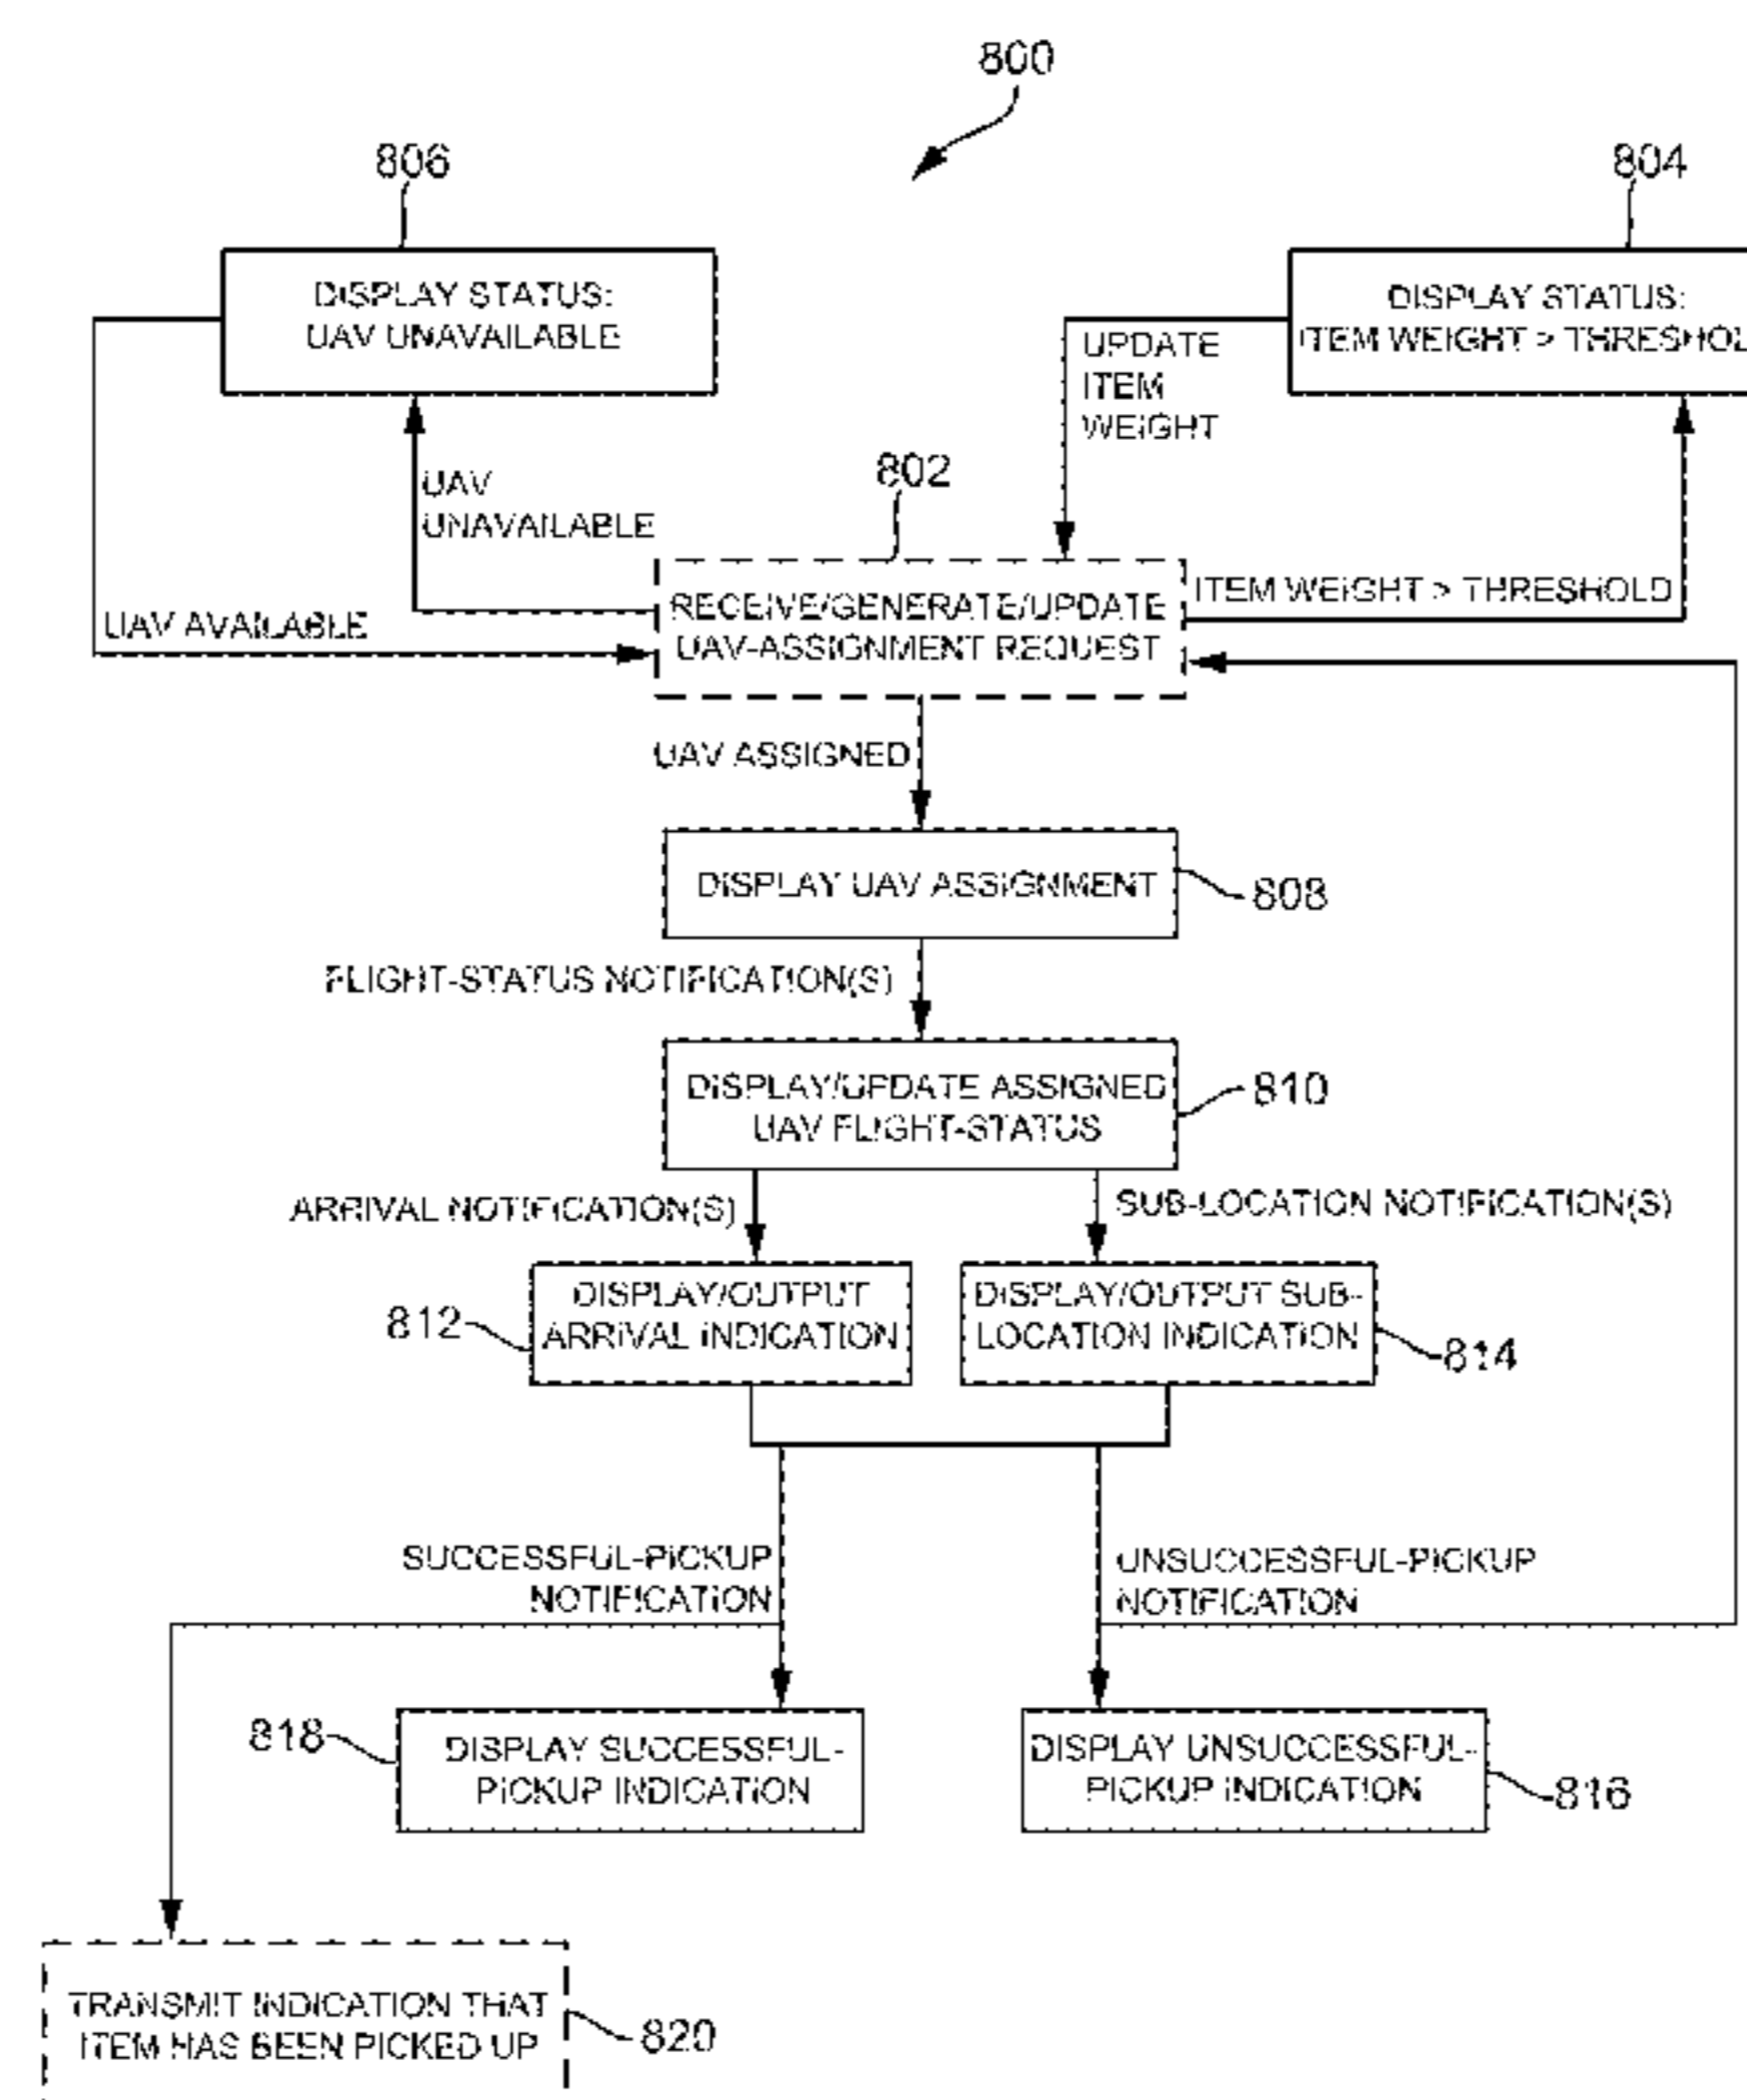 800
806
804
DISPLAY STATUS:
UAV UNAVAILABLE
DISPLAY STATUS:
ITEM WEIGHT > THRESHOL
UPDATE
ITEM
WEIGHT
UAV
UNAVAILABLE
802
UAV AVAILABLE
RECEIVE/GENERATE/UPDATE
UAV-ASSIGNMENT REQUEST
ITEM WEIGHT > THRESHOLD
UAV ASSIGNED
DISPLAY UAV ASSIGNMENT
808
FLIGHT-STATUS NOTIFICATION(S)
DISPLAY/UPDATE ASSIGNED
UAV FLIGHT-STATUS
810
ARRIVAL NOTIFICATION(S)
SUB-LOCATION NOTIFICATION(S)
812
DISPLAY/OUTPUT
ARRIVAL INDICATION
DISPLAY/OUTPUT SUB-
LOCATION INDICATION
814
SUCCESSFUL-PICKUP
NOTIFICATION
UNSUCCESSFUL-PICKUP
NOTIFICATION
818
DISPLAY SUCCESSFUL-
PICKUP INDICATION
DISPLAY UNSUCCESSFUL-
PICKUP INDICATION
816
TRANSMIT INDICATION THAT
ITEM HAS BEEN PICKED UP
820